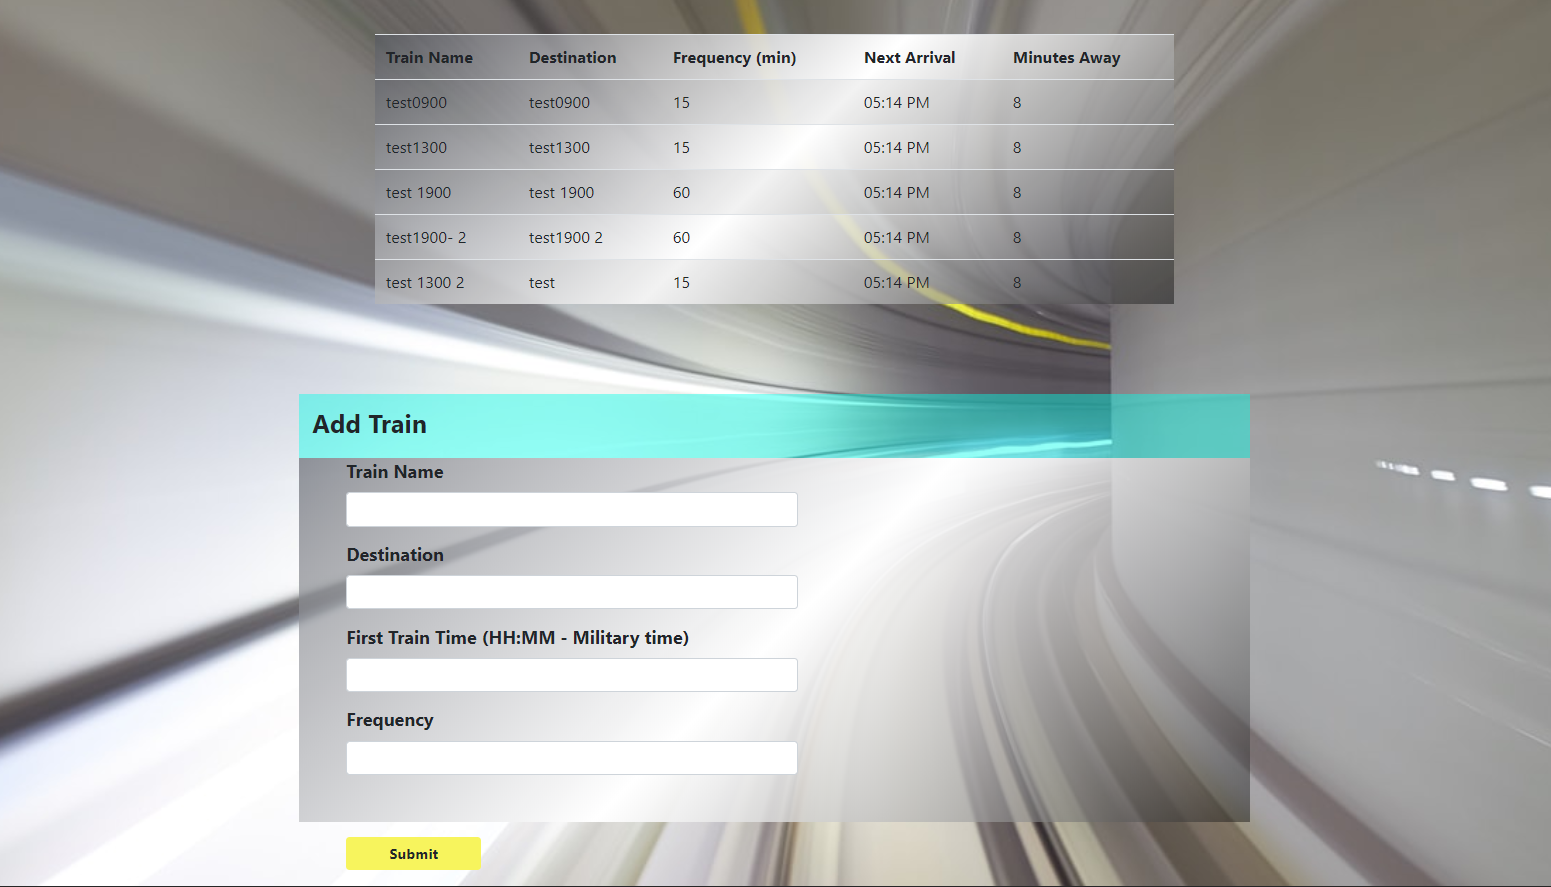 Train Name Destination Frequency (min) Next Arrival Minutes Away
test0900 test0900 15 05:14 PM 8
test1300 test1300 15 05:14 PM 8
test 1900 test 1900 60 05:14 PM 8
test1900- 2 test1900 2 60 05:14 PM 8
test 1300 2 test 15 05:14 PM 8
Add Train
Train Name
Destination
First Train Time (HH:MM - Military time)
Frequency
Submit